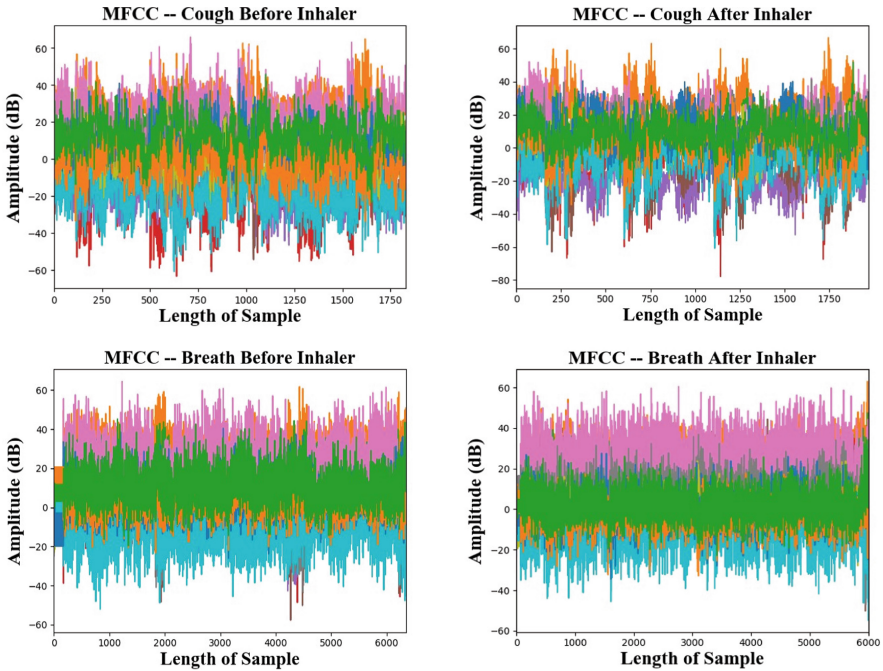 MFCC -- Cough Before Inhaler
Amplitude (dB)
60
40
20
0
−20
−40
−60
0 250 500 750 1000 1250 1500 1750
Length of Sample
MFCC -- Cough After Inhaler
Amplitude (dB)
60
40
20
0
−20
−40
−60
−80
0 250 500 750 1000 1250 1500 1750
Length of Sample
MFCC -- Breath Before Inhaler
Amplitude (dB)
60
40
20
0
−20
−40
−60
0 1000 2000 3000 4000 5000 6000
Length of Sample
MFCC -- Breath After Inhaler
Amplitude (dB)
60
40
20
0
−20
−40
−60
0 1000 2000 3000 4000 5000 6000
Length of Sample